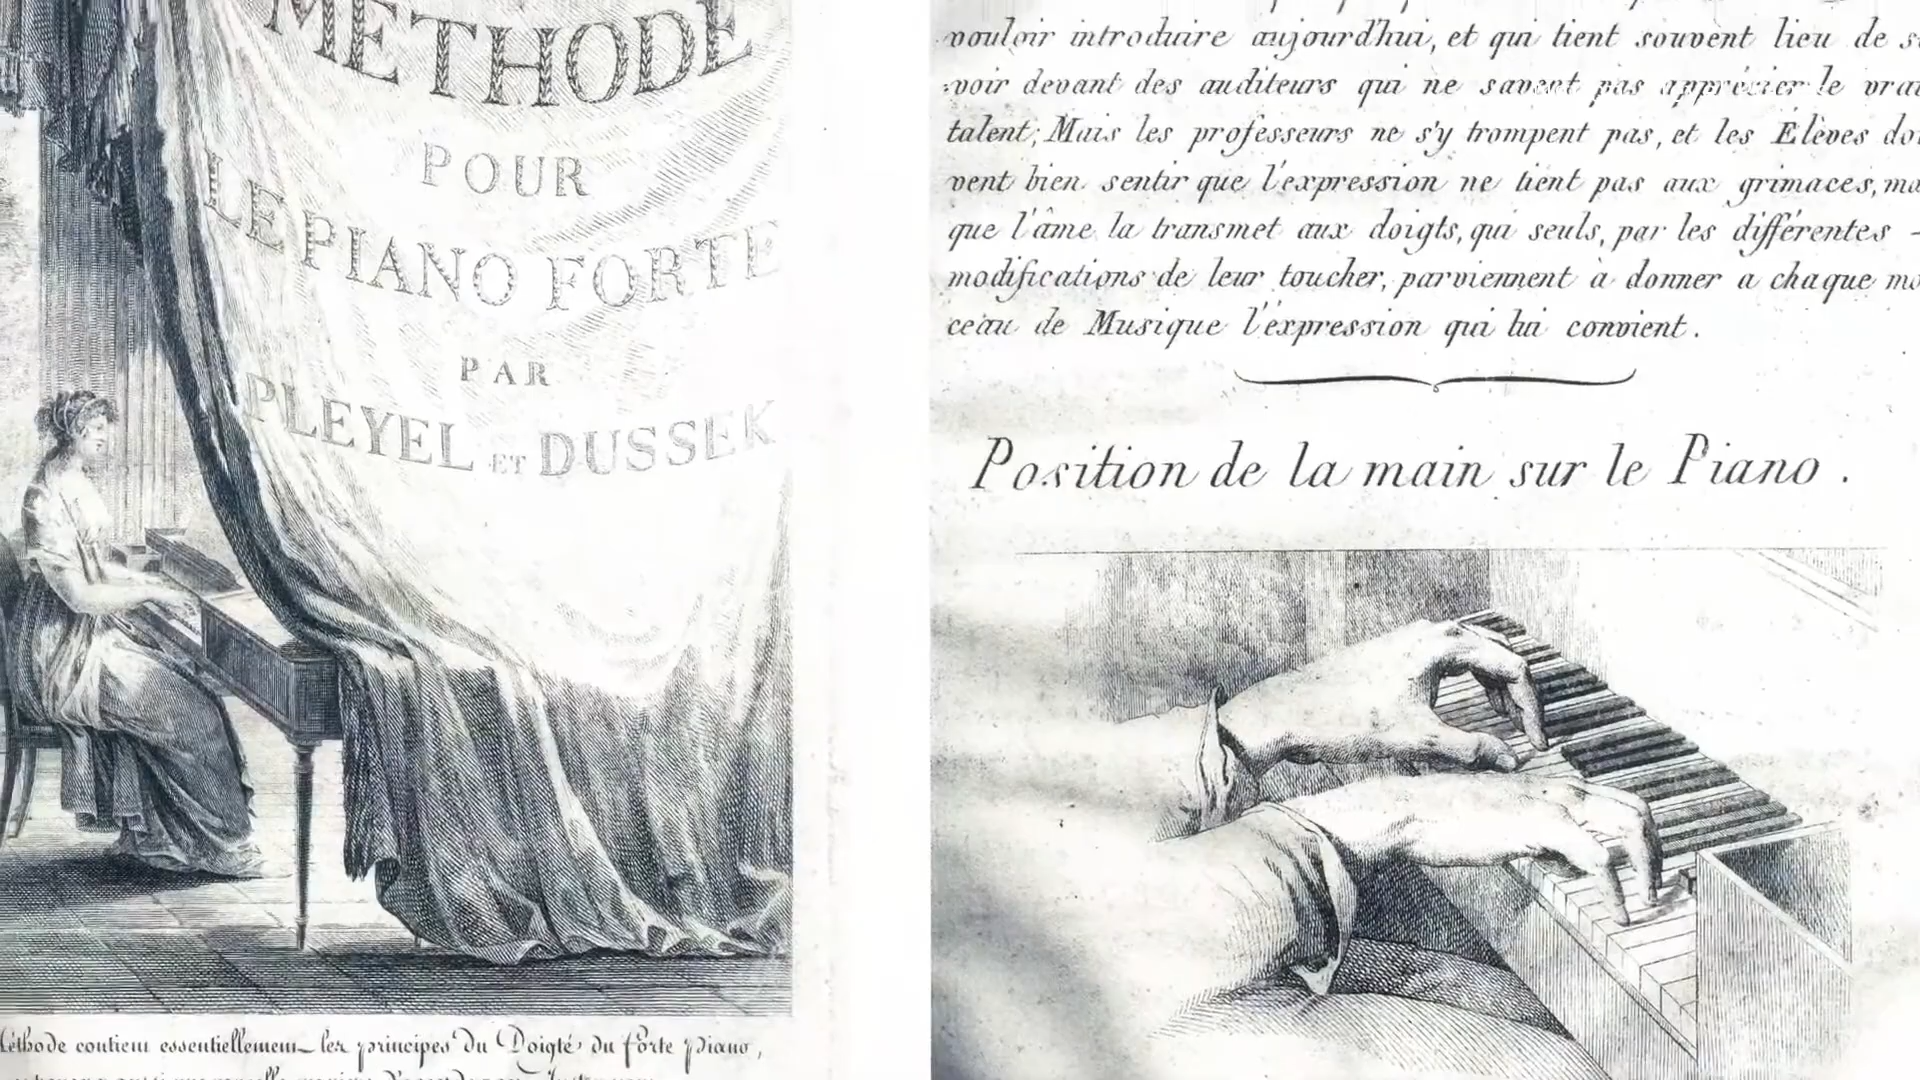 MÉTHODE
POUR
LE PIANO FORTE
PAR
PLEYEL ET DUSSEK
Méthode contient essentiellement les principes du Doigté du Forte piano,
vouloir introduire aujourd'hui, et qui tient souvent lieu de s
voir devant des auditeurs qui ne savent pas apprécier le vrai
talent; Mais les professeurs ne s'y trompent pas, et les Élèves doi
vent bien sentir que l'expression ne tient pas aux grimaces, ma
que l'âme la transmet aux doigts, qui seuls, par les différentes -
modifications de leur toucher, parviennent à donner a chaque mo
ceau de Musique l'expression qui lui convient.
Position de la main sur le Piano.